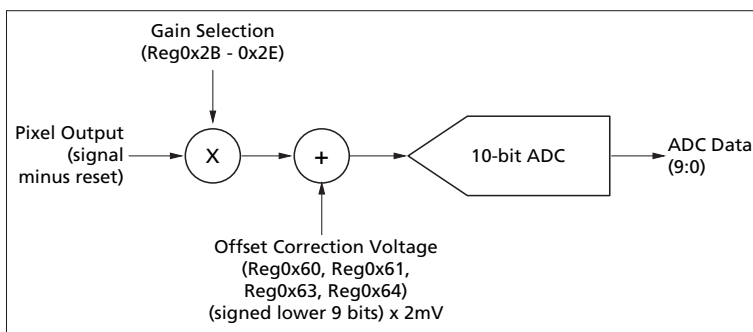 Gain Selection
(Reg0x2B - 0x2E)
Pixel Output
(signal
minus reset)
X
+
10-bit ADC
ADC Data
(9:0)
Offset Correction Voltage
(Reg0x60, Reg0x61,
Reg0x63, Reg0x64)
(signed lower 9 bits) x 2mV